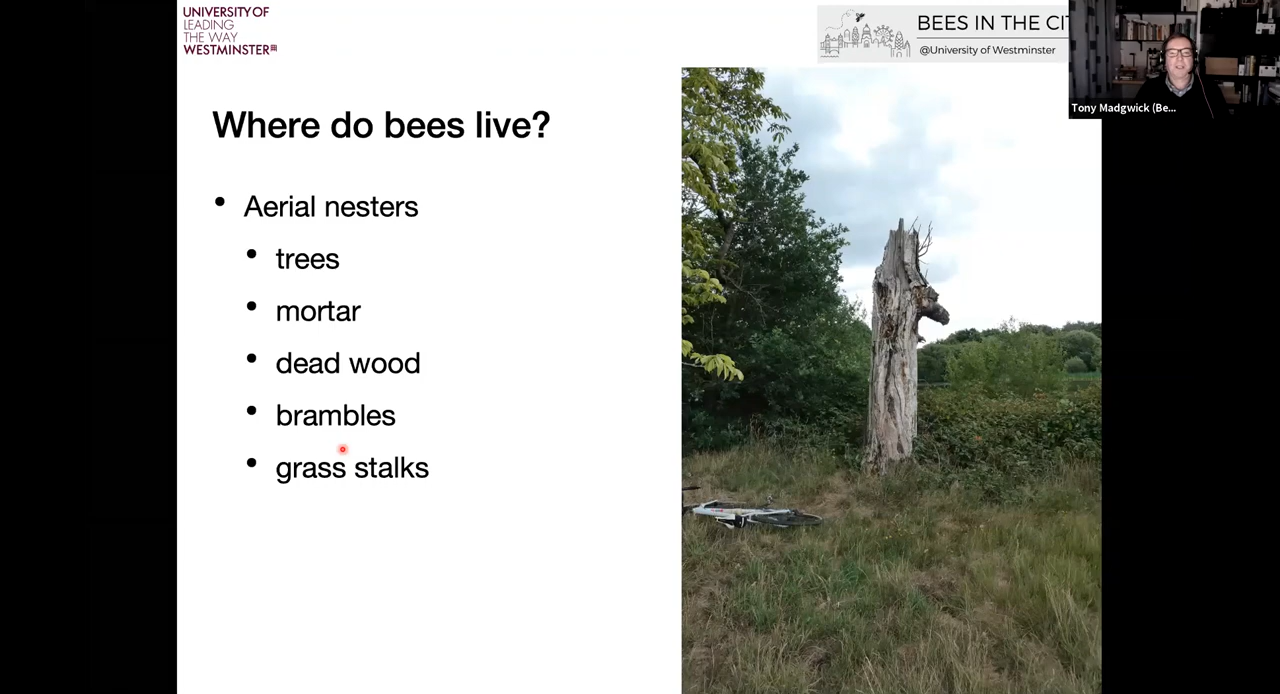 UNIVERSITY OF
LEADING
THE WAY
WESTMINSTER
BEES IN THE CIT
@University of Westminster
Tony Madgwick (Be...
Where do bees live?
• Aerial nesters
• trees
• mortar
• dead wood
• brambles
• grass stalks